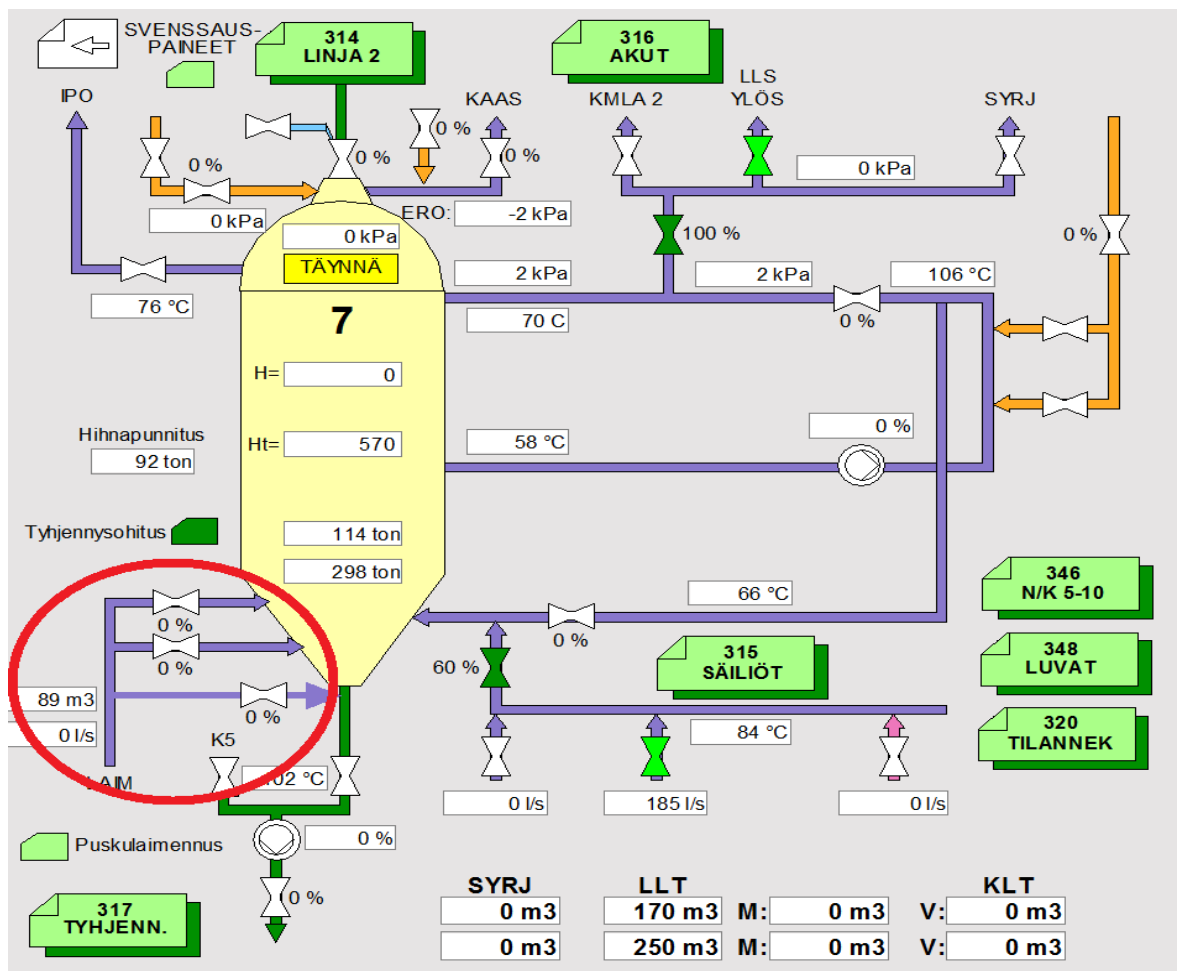 SVENSSAUS-
PAINEET
314
LINJA 2
316
AKUT
IPO
KAAS
KMLA 2
LLS
YLÖS
SYRJ
0 %
0 %
0 %
0 %
0 kPa
0 kPa
ERO:
-2 kPa
0 kPa
100 %
0 %
TÄYNNÄ
2 kPa
2 kPa
106 °C
76 °C
7
70 C
0 %
H=
0
Hihnapunnitus
92 ton
Ht=
570
58 °C
0 %
Tyhjennysohitus
114 ton
298 ton
346
N/K 5-10
0 %
0 %
66 °C
0 %
60 %
315
SÄILIÖT
348
LUVAT
89 m3
0 l/s
0 %
K5
84 °C
320
TILANNEK
02 °C
0 l/s
185 l/s
0 l/s
Puskulaimennus
0 %
317
TYHJENN.
0 %
SYRJ
LLT
KLT
0 m3
170 m3
M:
0 m3
V:
0 m3
0 m3
250 m3
M:
0 m3
V:
0 m3